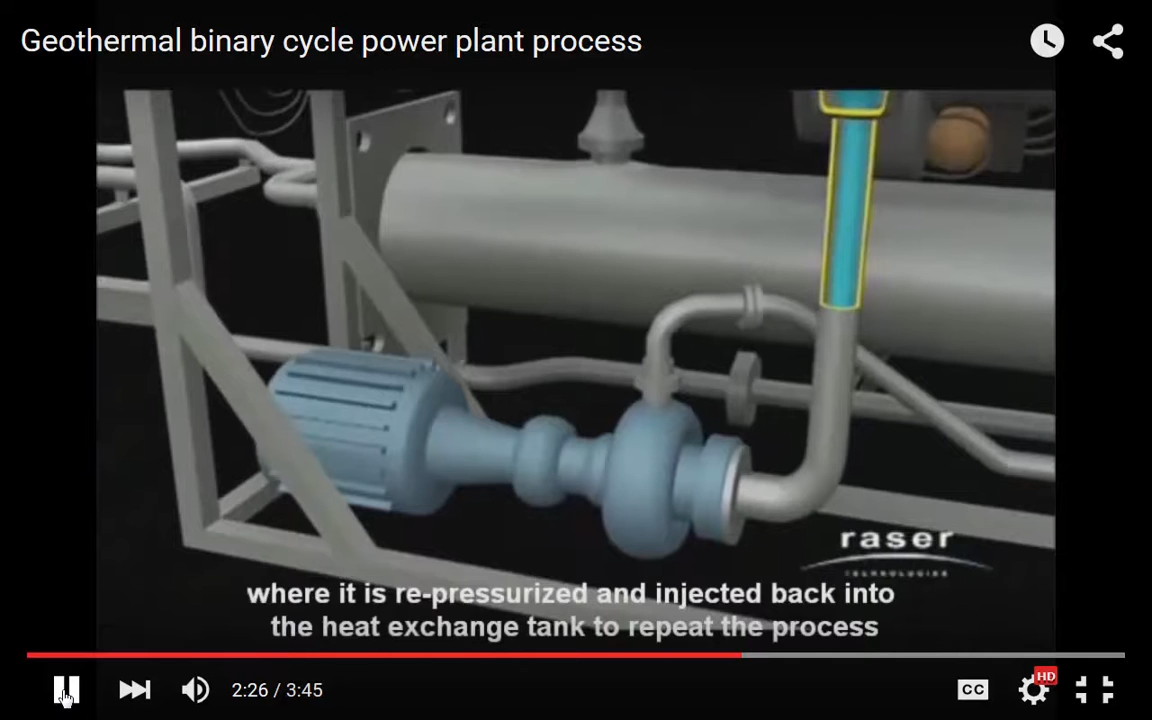 Geothermal binary cycle power plant process
raser
TECHNOLOGIES
where it is re-pressurized and injected back into
the heat exchange tank to repeat the process
2:26 / 3:45
CC
HD